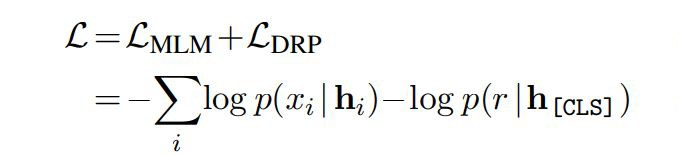 ℒ = ℒ_MLM + ℒ_DRP
= −∑_i log p(x_i | h_i) − log p(r | h_[CLS])